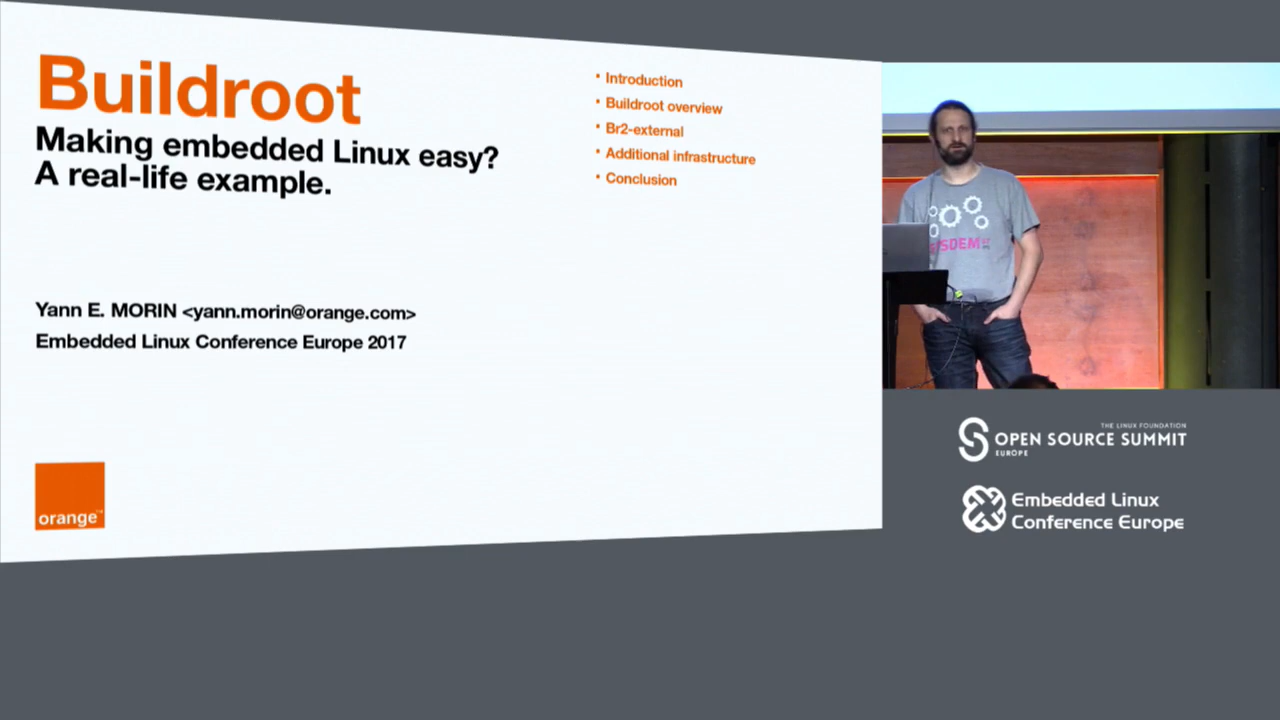 Buildroot
Making embedded Linux easy?
A real-life example.
Yann E. MORIN <yann.morin@orange.com>
Embedded Linux Conference Europe 2017
orange™
· Introduction
· Buildroot overview
· Br2-external
· Additional infrastructure
· Conclusion
THE LINUX FOUNDATION
OPEN SOURCE SUMMIT
EUROPE
Embedded Linux
Conference Europe